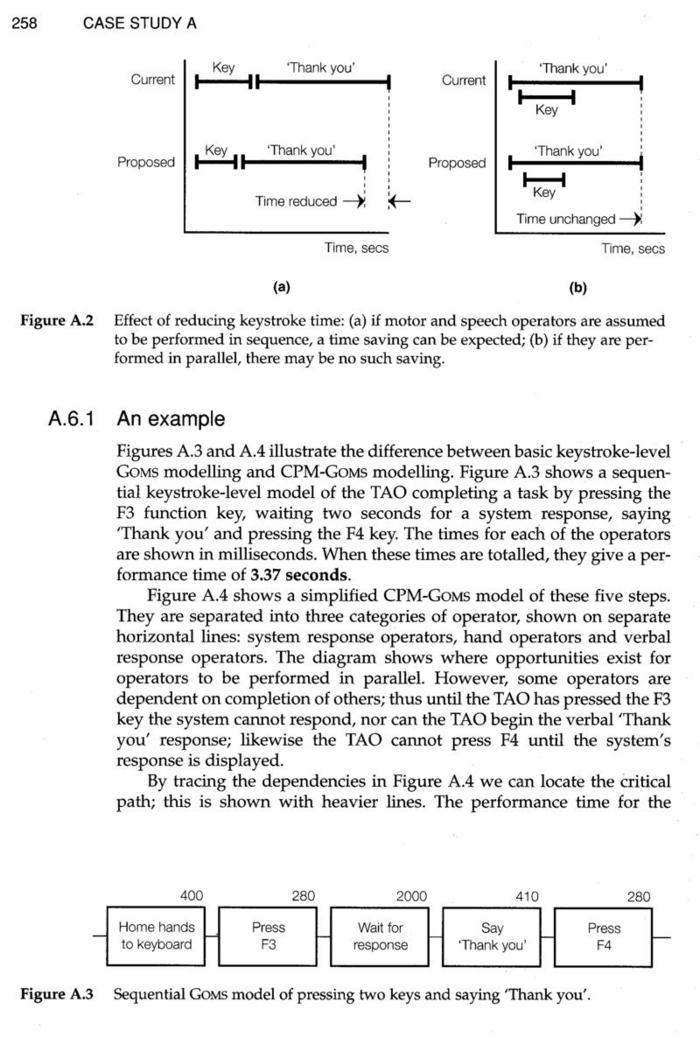 258 CASE STUDY A
Key 'Thank you'
Current
Key 'Thank you'
Proposed
Time reduced
Time, secs
(a)
'Thank you'
Current
Key
'Thank you'
Proposed
Key
Time unchanged
Time, secs
(b)
Figure A.2 Effect of reducing keystroke time: (a) if motor and speech operators are assumed
to be performed in sequence, a time saving can be expected; (b) if they are per-
formed in parallel, there may be no such saving.
A.6.1 An example
Figures A.3 and A.4 illustrate the difference between basic keystroke-level
GOMS modelling and CPM-GOMS modelling. Figure A.3 shows a sequen-
tial keystroke-level model of the TAO completing a task by pressing the
F3 function key, waiting two seconds for a system response, saying
'Thank you' and pressing the F4 key. The times for each of the operators
are shown in milliseconds. When these times are totalled, they give a per-
formance time of 3.37 seconds.
Figure A.4 shows a simplified CPM-GOMS model of these five steps.
They are separated into three categories of operator, shown on separate
horizontal lines: system response operators, hand operators and verbal
response operators. The diagram shows where opportunities exist for
operators to be performed in parallel. However, some operators are
dependent on completion of others; thus until the TAO has pressed the F3
key the system cannot respond, nor can the TAO begin the verbal 'Thank
you' response; likewise the TAO cannot press F4 until the system's
response is displayed.
By tracing the dependencies in Figure A.4 we can locate the critical
path; this is shown with heavier lines. The performance time for the
400 280 2000 410 280
Home hands Press Wait for Say Press
to keyboard F3 response 'Thank you' F4
Figure A.3 Sequential GOMS model of pressing two keys and saying 'Thank you'.